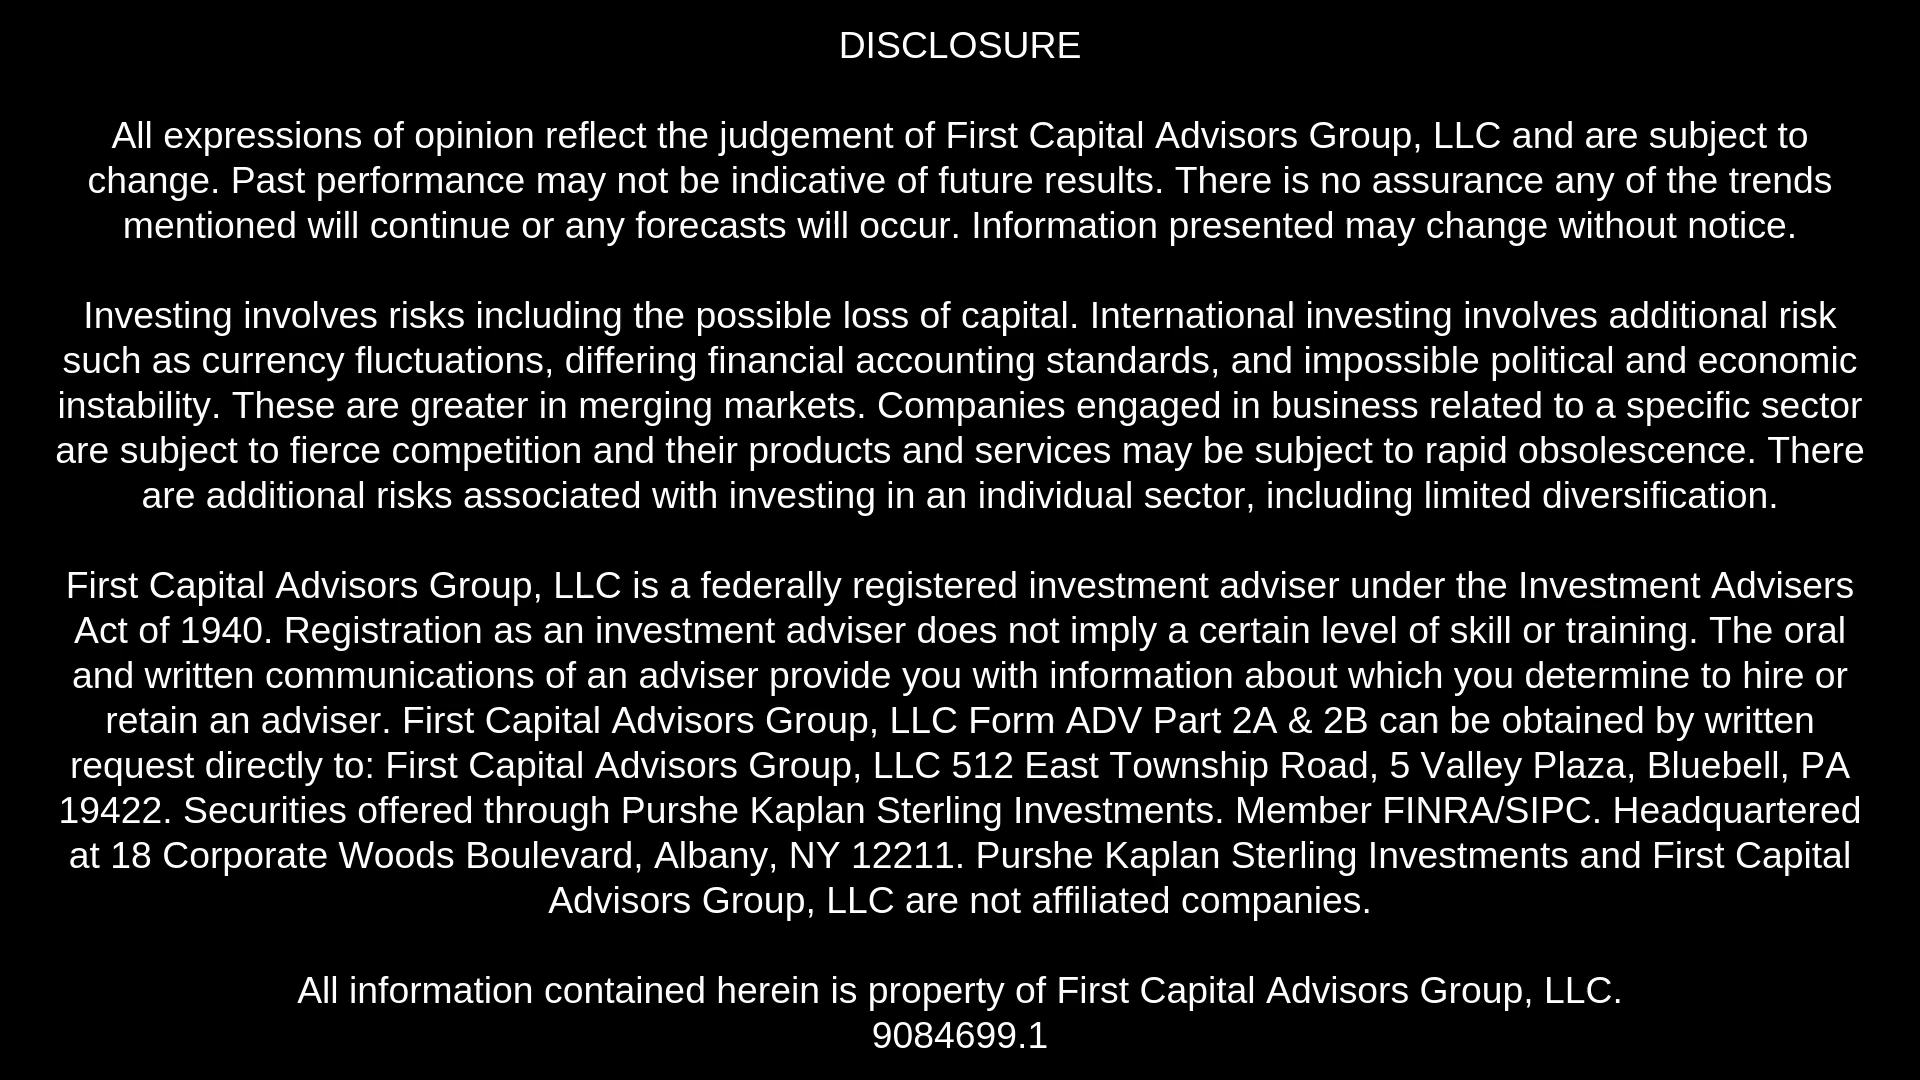 DISCLOSURE
All expressions of opinion reflect the judgement of First Capital Advisors Group, LLC and are subject to
change. Past performance may not be indicative of future results. There is no assurance any of the trends
mentioned will continue or any forecasts will occur. Information presented may change without notice.
Investing involves risks including the possible loss of capital. International investing involves additional risk
such as currency fluctuations, differing financial accounting standards, and impossible political and economic
instability. These are greater in merging markets. Companies engaged in business related to a specific sector
are subject to fierce competition and their products and services may be subject to rapid obsolescence. There
are additional risks associated with investing in an individual sector, including limited diversification.
First Capital Advisors Group, LLC is a federally registered investment adviser under the Investment Advisers
Act of 1940. Registration as an investment adviser does not imply a certain level of skill or training. The oral
and written communications of an adviser provide you with information about which you determine to hire or
retain an adviser. First Capital Advisors Group, LLC Form ADV Part 2A & 2B can be obtained by written
request directly to: First Capital Advisors Group, LLC 512 East Township Road, 5 Valley Plaza, Bluebell, PA
19422. Securities offered through Purshe Kaplan Sterling Investments. Member FINRA/SIPC. Headquartered
at 18 Corporate Woods Boulevard, Albany, NY 12211. Purshe Kaplan Sterling Investments and First Capital
Advisors Group, LLC are not affiliated companies.
All information contained herein is property of First Capital Advisors Group, LLC.
9084699.1